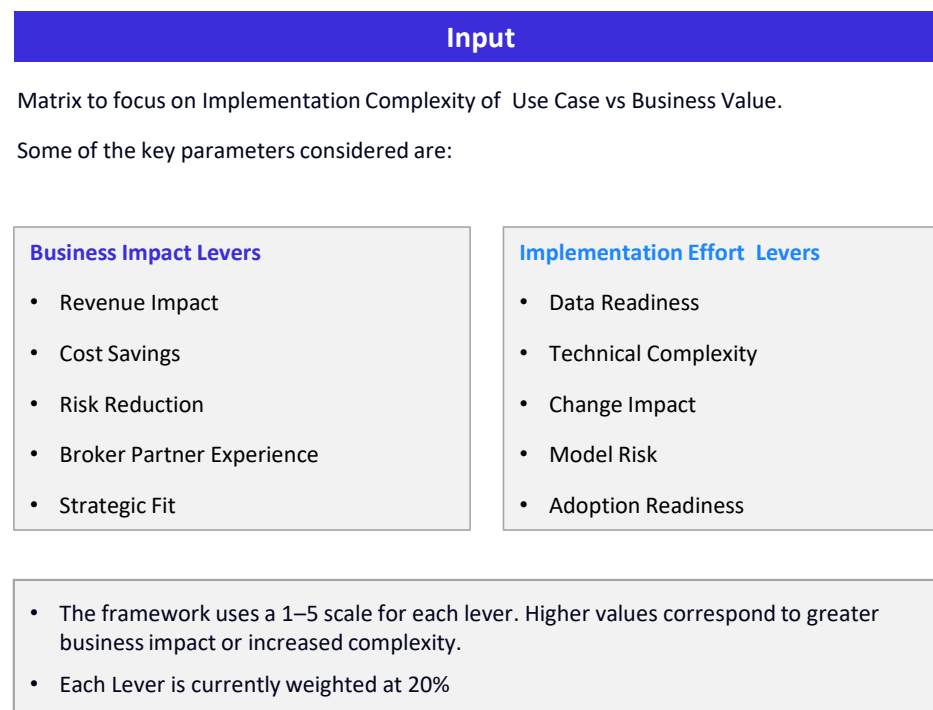 Input
Matrix to focus on Implementation Complexity of  Use Case vs Business Value.
Some of the key parameters considered are:
Business Impact Levers
• Revenue Impact
• Cost Savings
• Risk Reduction
• Broker Partner Experience
• Strategic Fit
Implementation Effort  Levers
• Data Readiness
• Technical Complexity
• Change Impact
• Model Risk
• Adoption Readiness
• The framework uses a 1–5 scale for each lever. Higher values correspond to greater
business impact or increased complexity.
• Each Lever is currently weighted at 20%